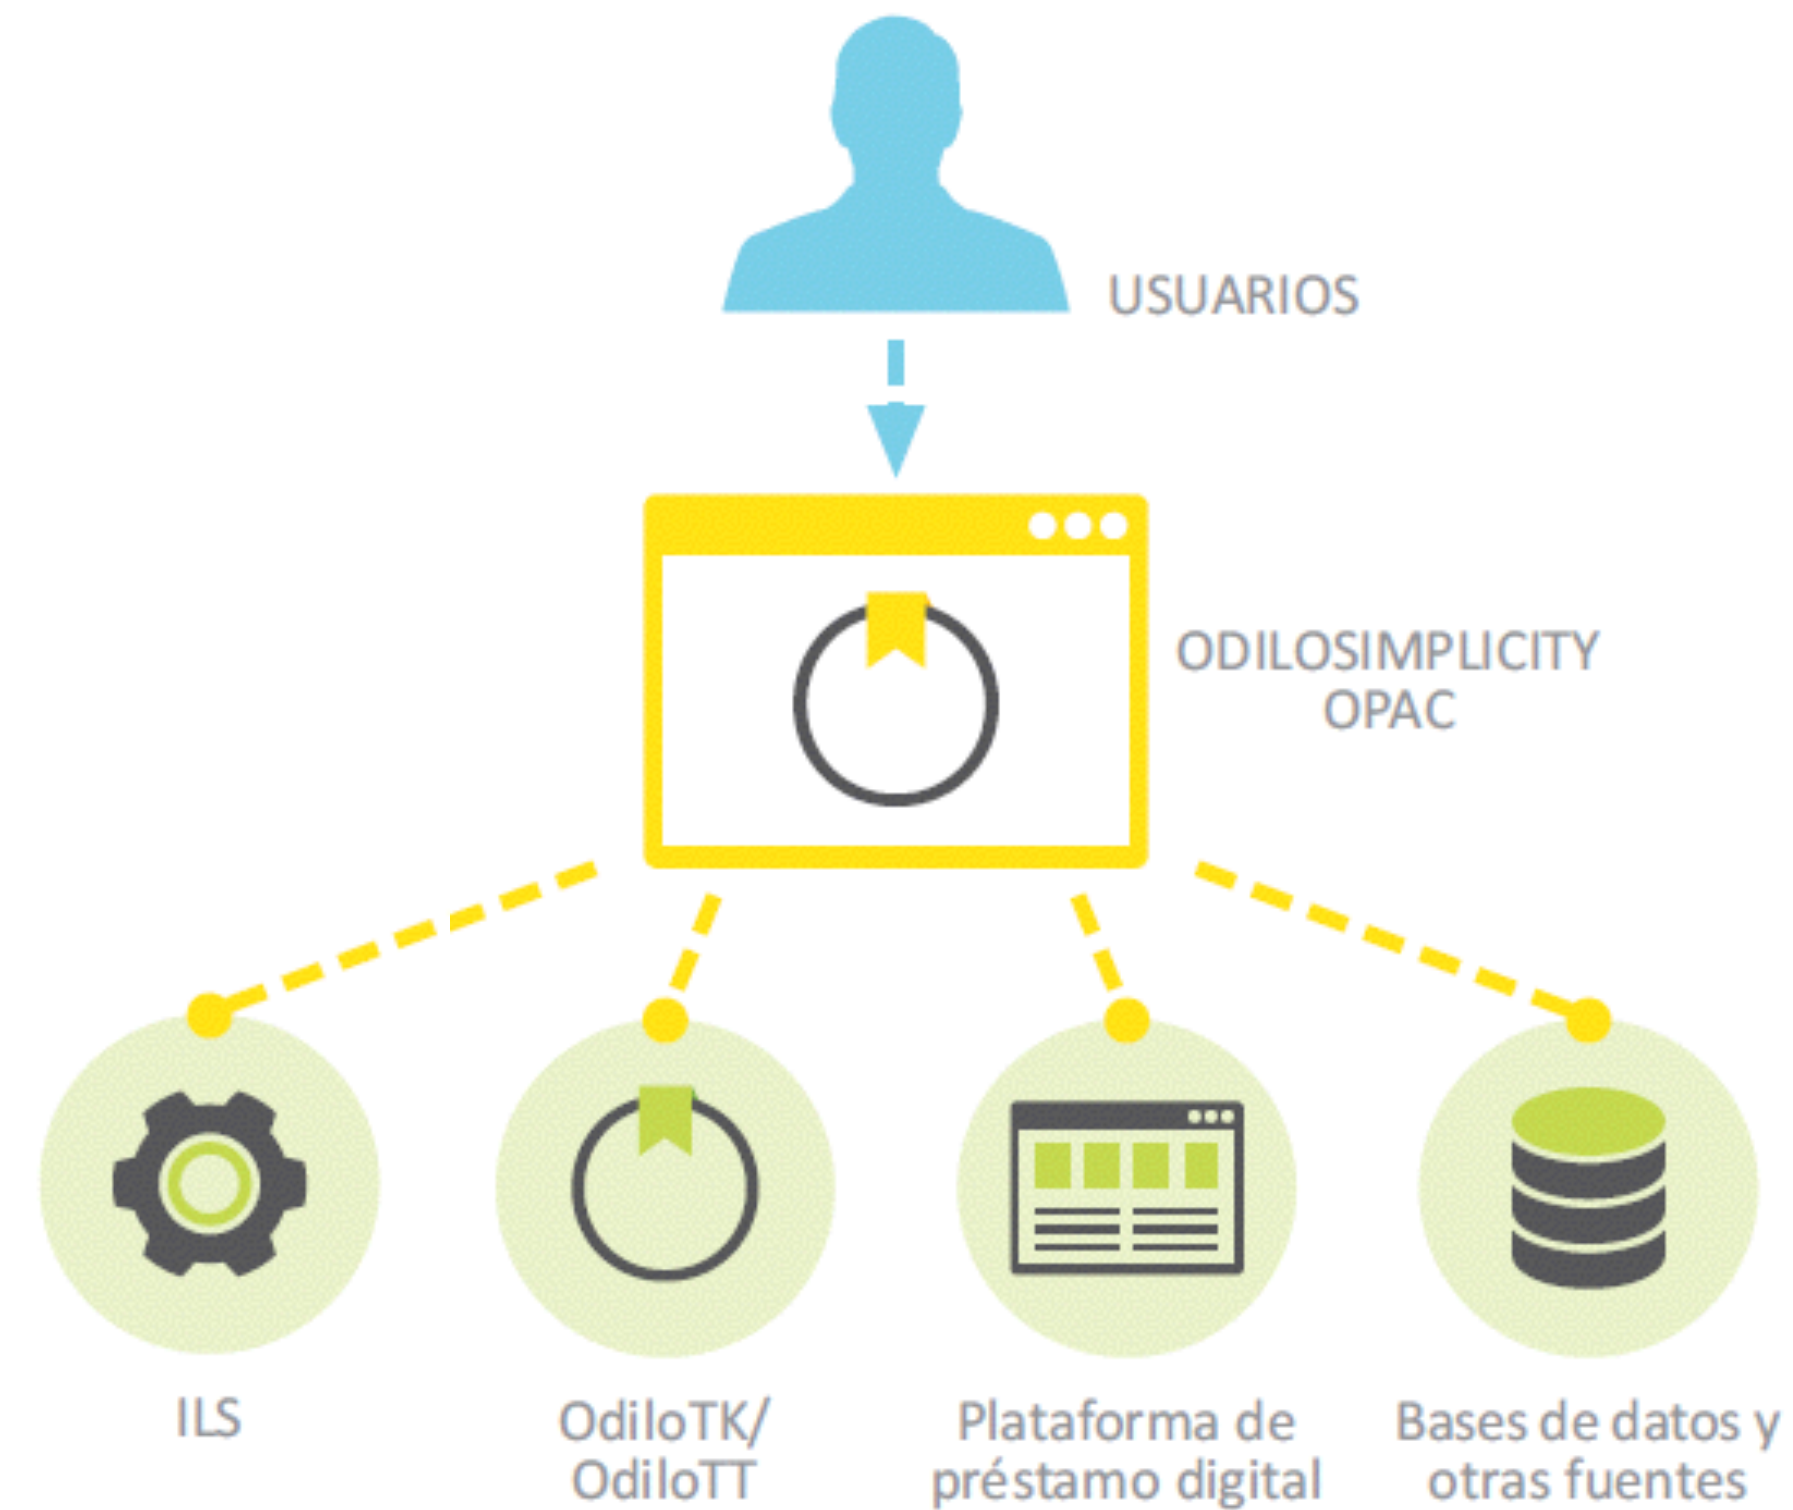 USUARIOS
ODILOSIMPLICITY
OPAC
ILS
OdiloTK/
OdiloTT
Plataforma de
préstamo digital
Bases de datos y
otras fuentes